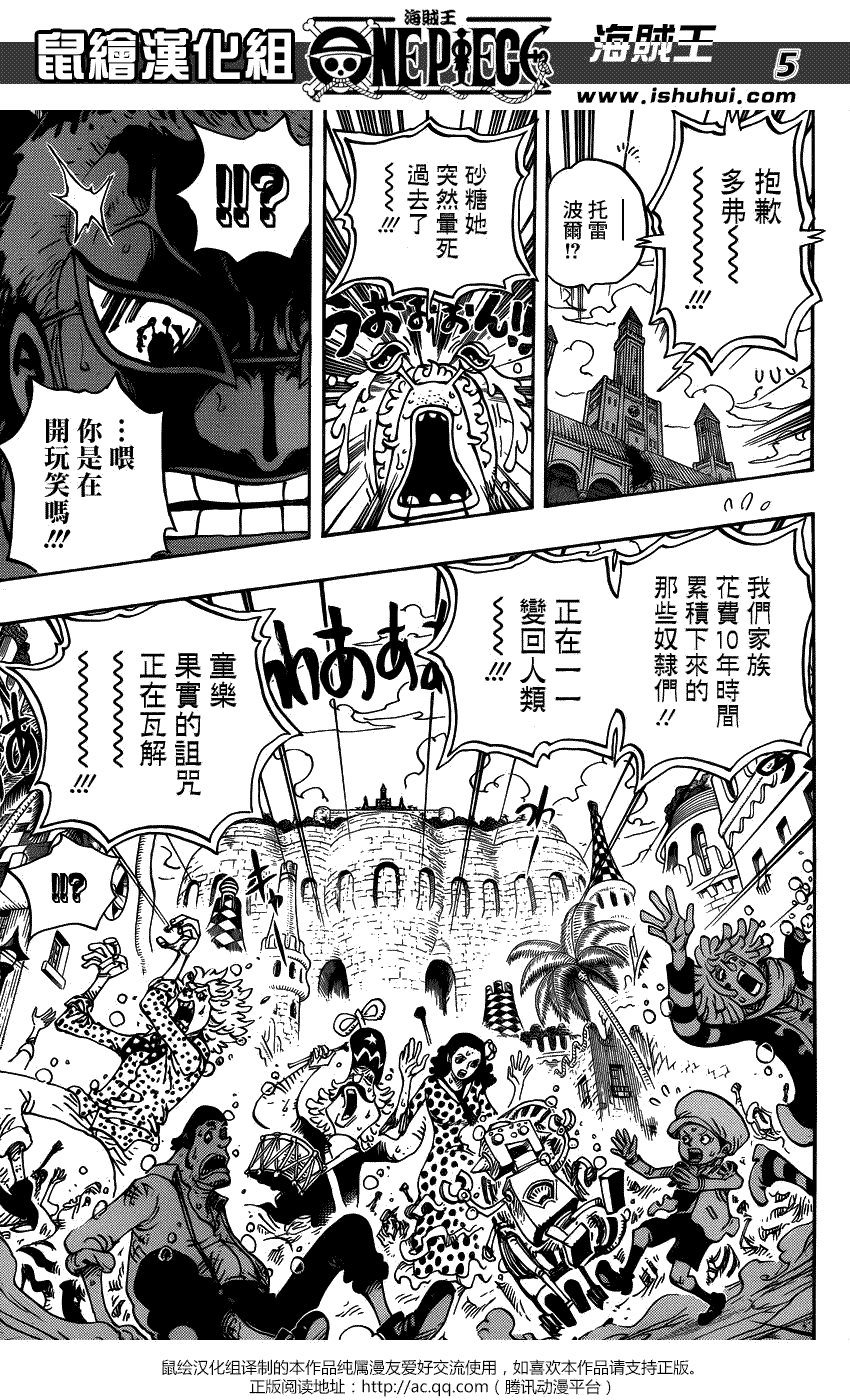 鼠繪漢化組
海賊王
ONE PIECE
海賊王
5
www.ishuhui.com
抱歉
多弗
~~~~!!!
托雷
波爾!?
砂糖她
突然暈死
過去了
~~~!!!
うおおおおん!!
!!?
…喂
你是在
開玩笑嗎!!!
我們家族
花費10年時間
累積下來的
那些奴隸們!!
正在一一
變回人類
~~~!!!
童樂
果實的詛咒
正在瓦解
~~~~!!!
!!?
わ
キャ
鼠绘汉化组译制的本作品纯属漫友爱好交流使用，如喜欢本作品请支持正版。
正版阅读地址：http://ac.qq.com（腾讯动漫平台）